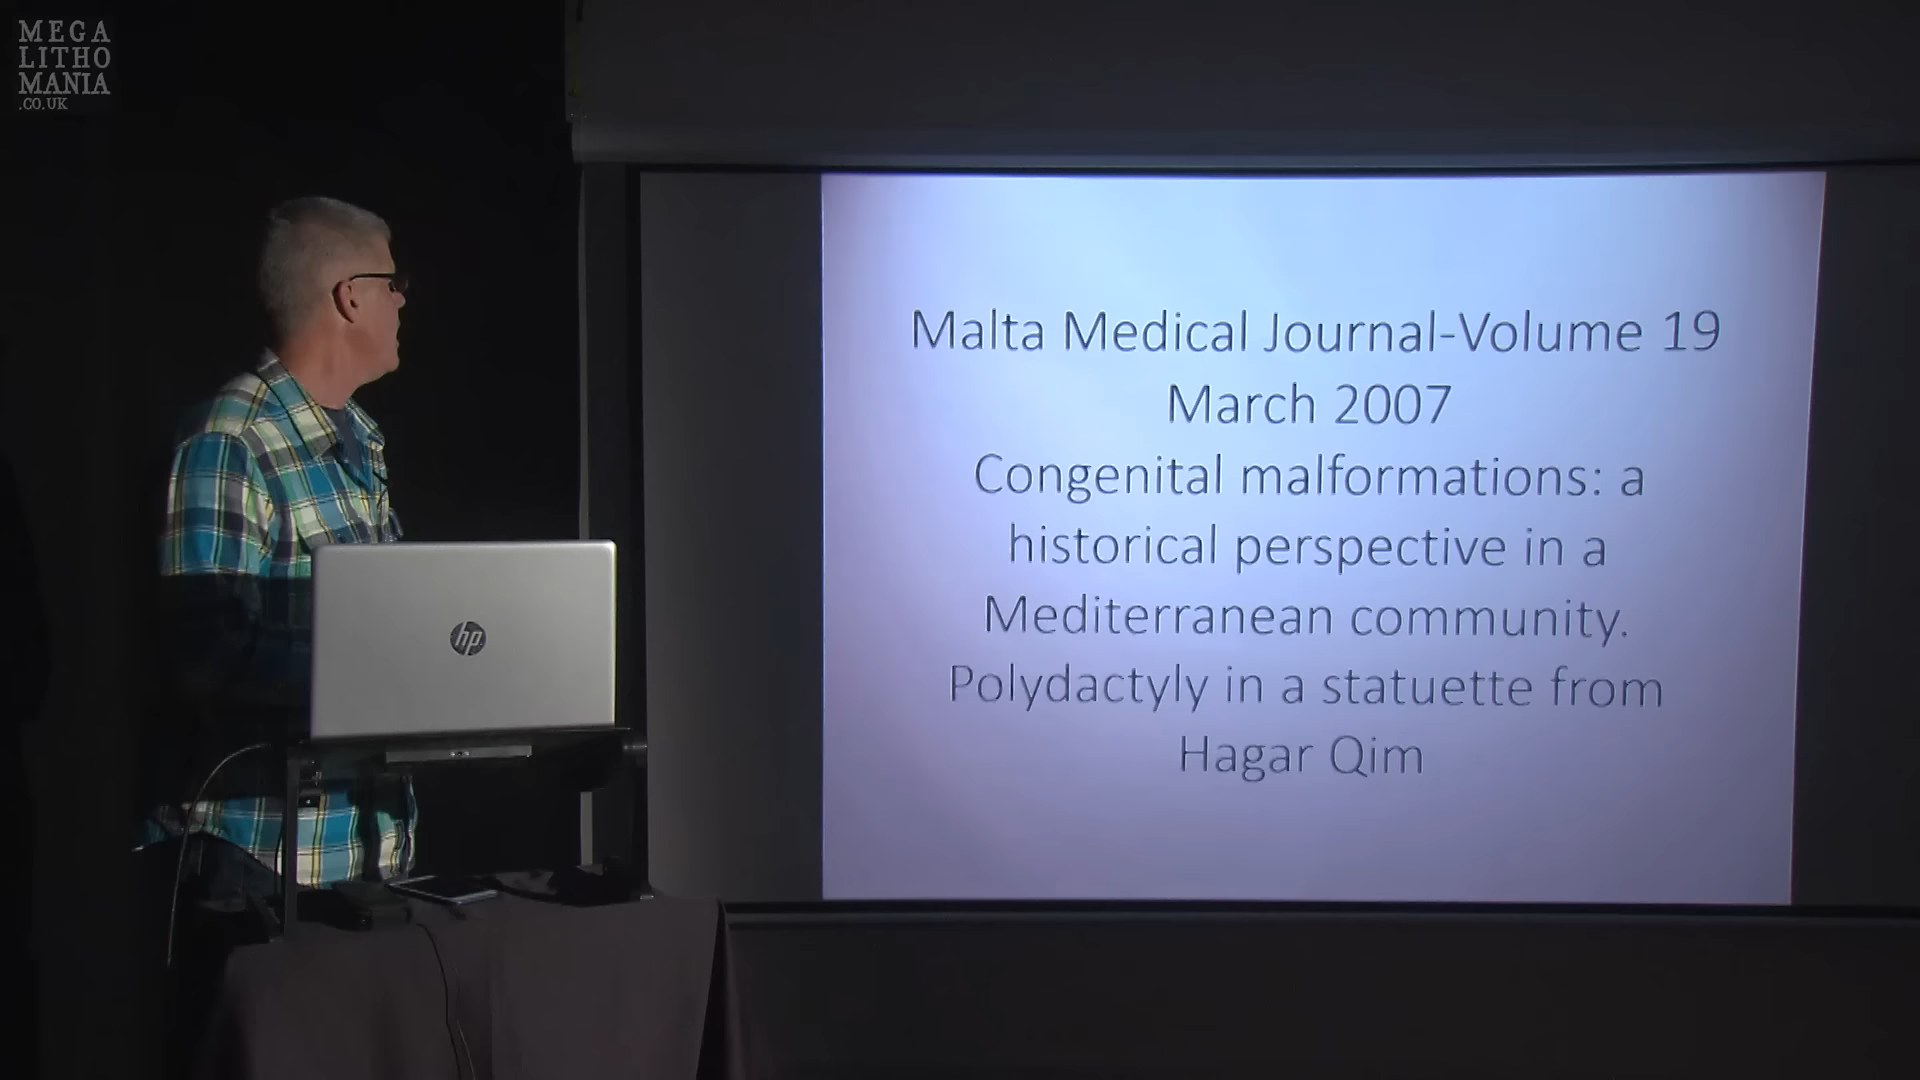 MEGA
LITHO
MANIA
.CO.UK
Malta Medical Journal-Volume 19
March 2007
Congenital malformations: a
historical perspective in a
Mediterranean community.
Polydactyly in a statuette from
Hagar Qim
hp